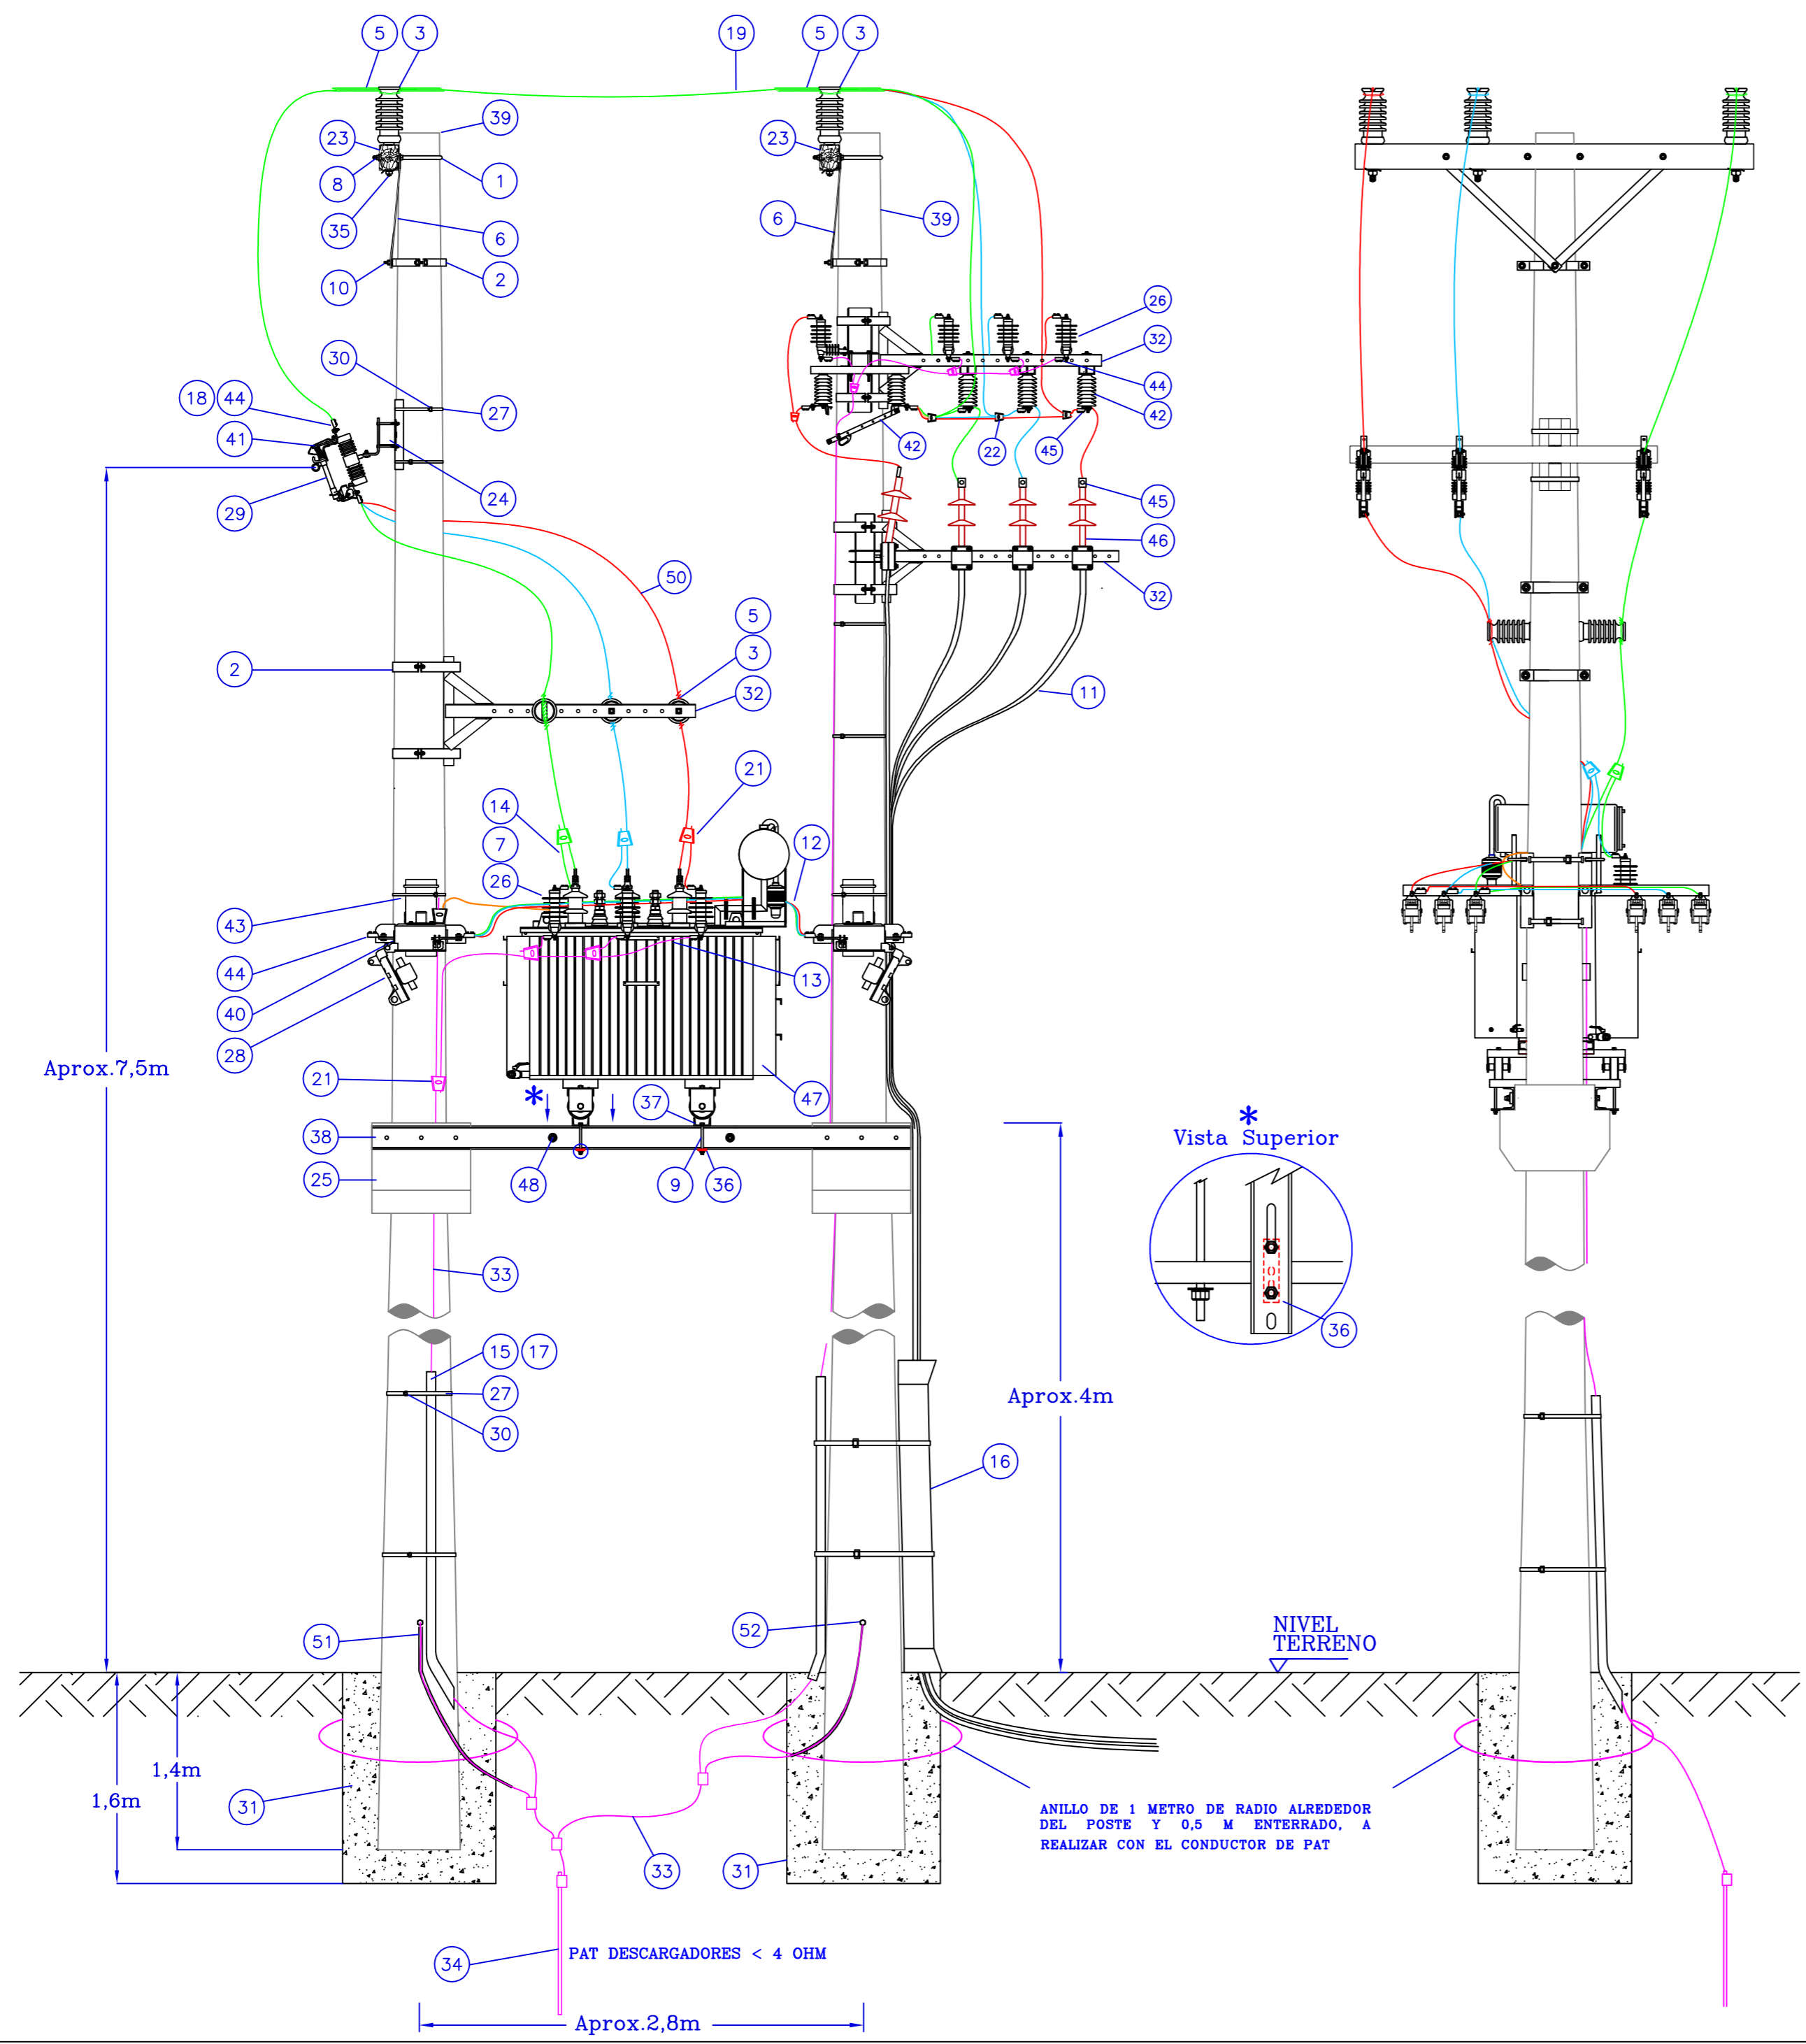 5 3 19 5 3
39
23 23
8 1
35 6 6 39
10 2
26
30 32
18 44 27 44
41 42
42 22 45
29 24 45
46
50 32
5
2 3
32 11
21
14
7 12
26
43
44 13
40
28
Aprox.7,5m
21 47
* 37
*
38 Vista Superior
25 48 9 36
33
36
15 17
27 Aprox.4m
30
16
51 52
NIVEL
TERRENO
1,4m
1,6m
31
ANILLO DE 1 METRO DE RADIO ALREDEDOR
DEL POSTE Y 0,5 M ENTERRADO, A
REALIZAR CON EL CONDUCTOR DE PAT
33 31
34 PAT DESCARGADORES < 4 OHM
Aprox.2,8m